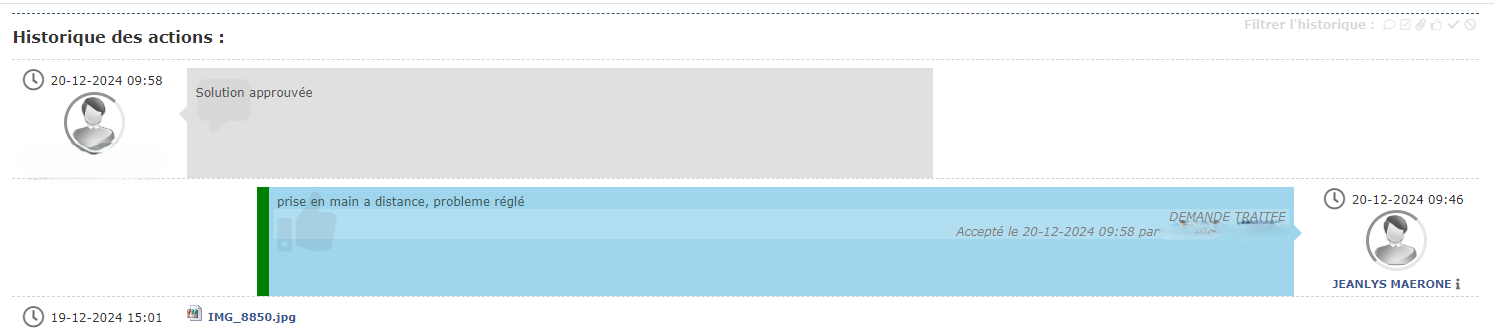 Filtrer l'historique :
Historique des actions :
20-12-2024 09:58
Solution approuvée
prise en main a distance, probleme réglé
20-12-2024 09:46
DEMANDE TRAITEE
Accepté le 20-12-2024 09:58 par
JEANLYS MAERONE
19-12-2024 15:01
IMG_8850.jpg